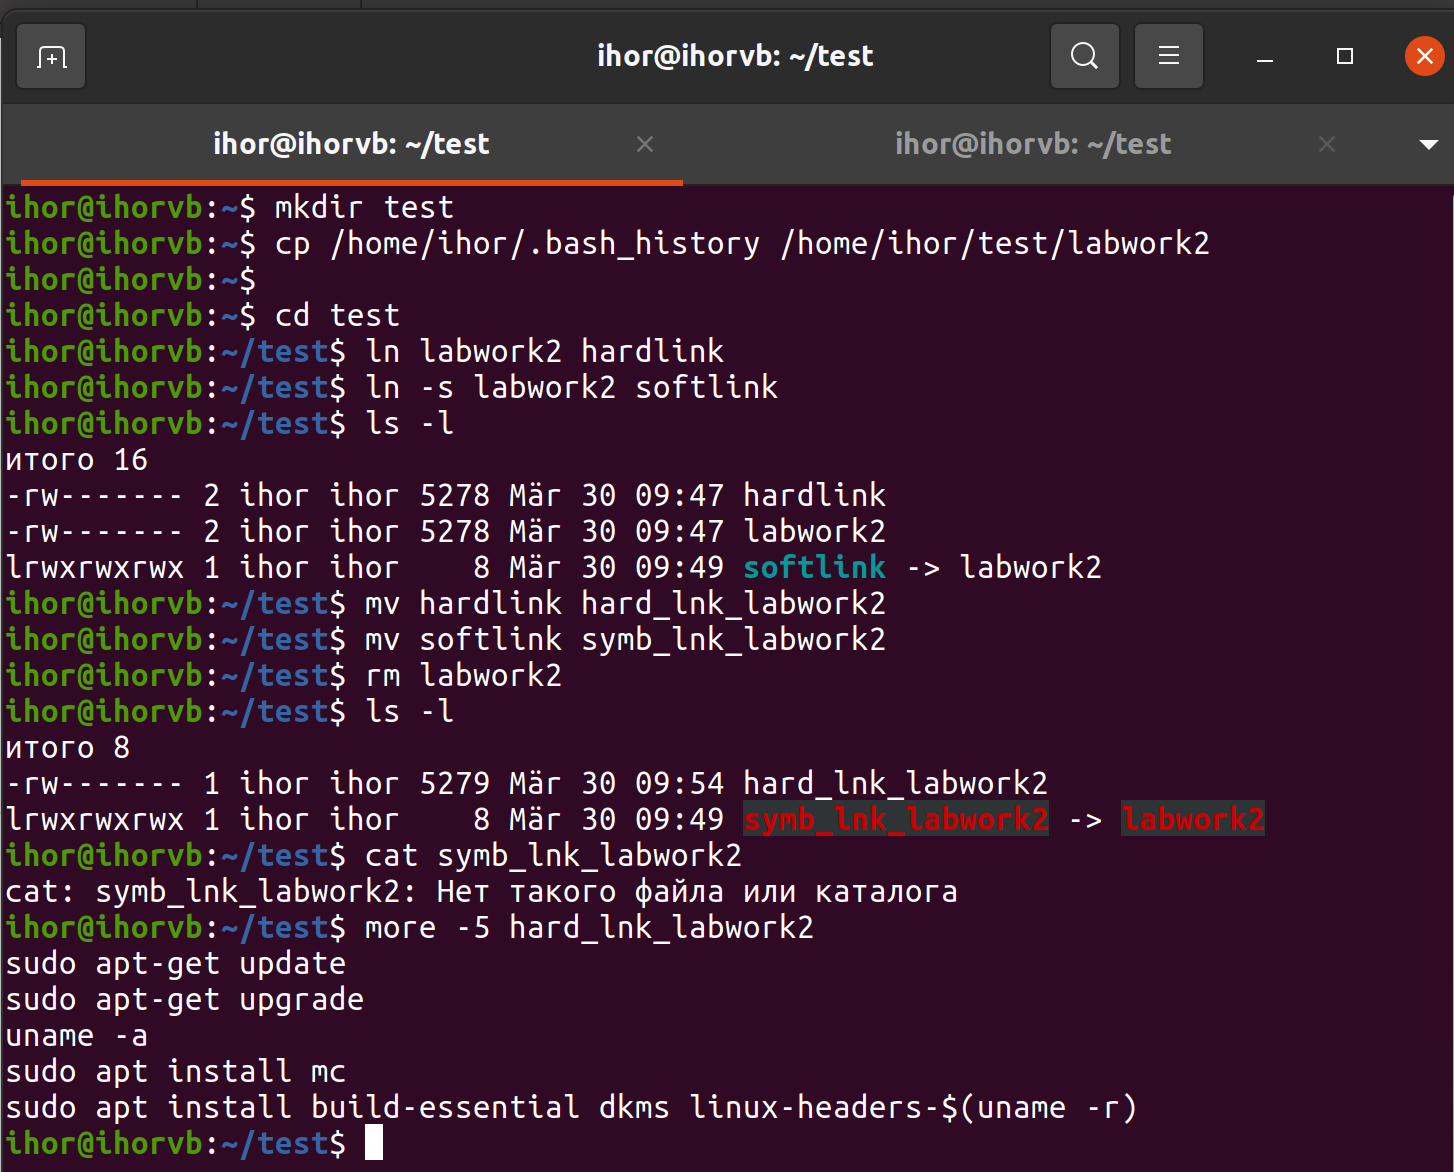 ihor@ihorvb: ~/test
ihor@ihorvb: ~/test
ihor@ihorvb: ~/test
ihor@ihorvb:~$ mkdir test
ihor@ihorvb:~$ cp /home/ihor/.bash_history /home/ihor/test/labwork2
ihor@ihorvb:~$
ihor@ihorvb:~$ cd test
ihor@ihorvb:~/test$ ln labwork2 hardlink
ihor@ihorvb:~/test$ ln -s labwork2 softlink
ihor@ihorvb:~/test$ ls -l
итого 16
-rw------- 2 ihor ihor 5278 Mär 30 09:47 hardlink
-rw------- 2 ihor ihor 5278 Mär 30 09:47 labwork2
lrwxrwxrwx 1 ihor ihor    8 Mär 30 09:49 softlink -> labwork2
ihor@ihorvb:~/test$ mv hardlink hard_lnk_labwork2
ihor@ihorvb:~/test$ mv softlink symb_lnk_labwork2
ihor@ihorvb:~/test$ rm labwork2
ihor@ihorvb:~/test$ ls -l
итого 8
-rw------- 1 ihor ihor 5279 Mär 30 09:54 hard_lnk_labwork2
lrwxrwxrwx 1 ihor ihor    8 Mär 30 09:49 symb_lnk_labwork2 -> labwork2
ihor@ihorvb:~/test$ cat symb_lnk_labwork2
cat: symb_lnk_labwork2: Нет такого файла или каталога
ihor@ihorvb:~/test$ more -5 hard_lnk_labwork2
sudo apt-get update
sudo apt-get upgrade
uname -a
sudo apt install mc
sudo apt install build-essential dkms linux-headers-$(uname -r)
ihor@ihorvb:~/test$